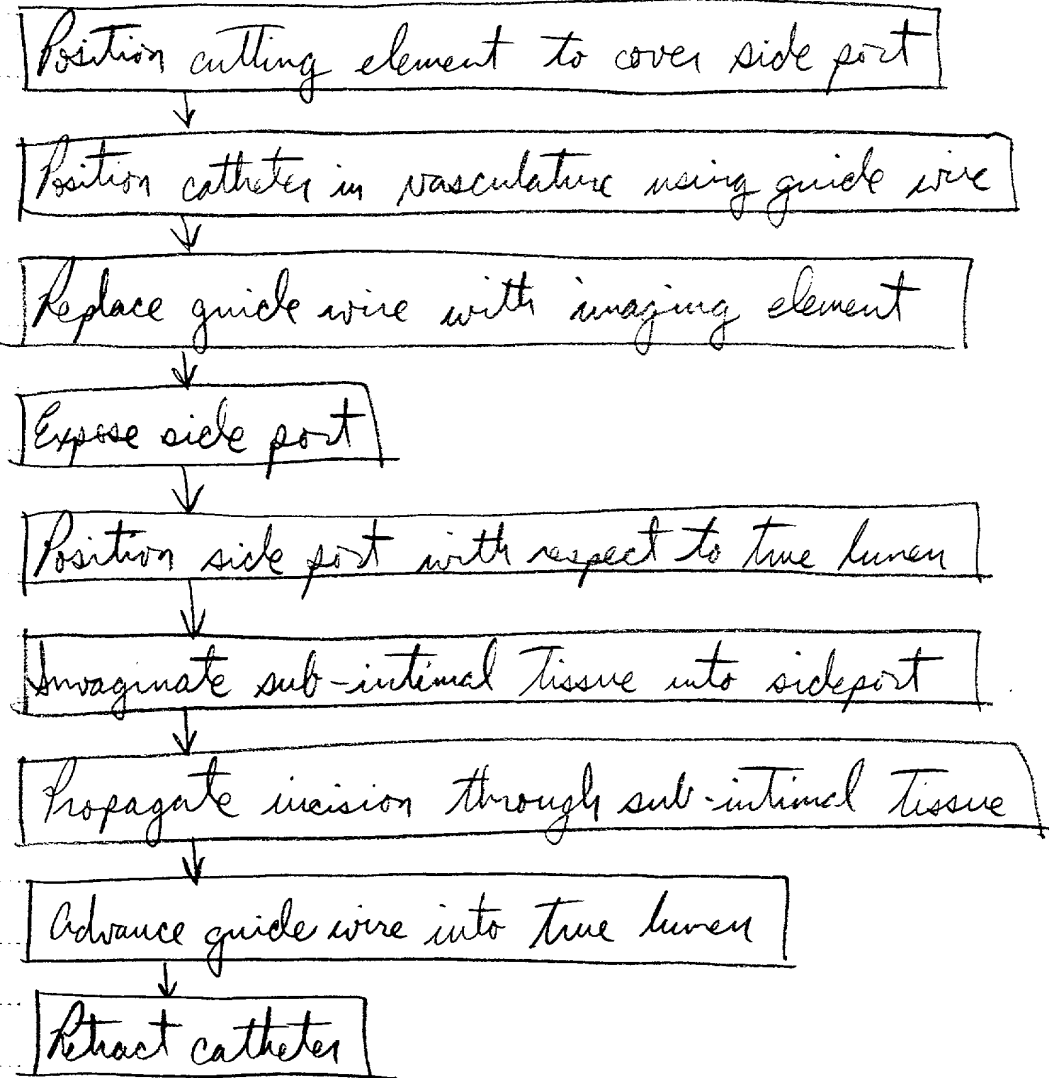 Position cutting element to cover side port
Position catheter in vasculature using guide wire
Replace guide wire with imaging element
Expose side port
Position side port with respect to true lumen
Invaginate sub-intimal tissue into sideport
Propagate incision through sub-intimal tissue
Advance guide wire into true lumen
Retract catheter